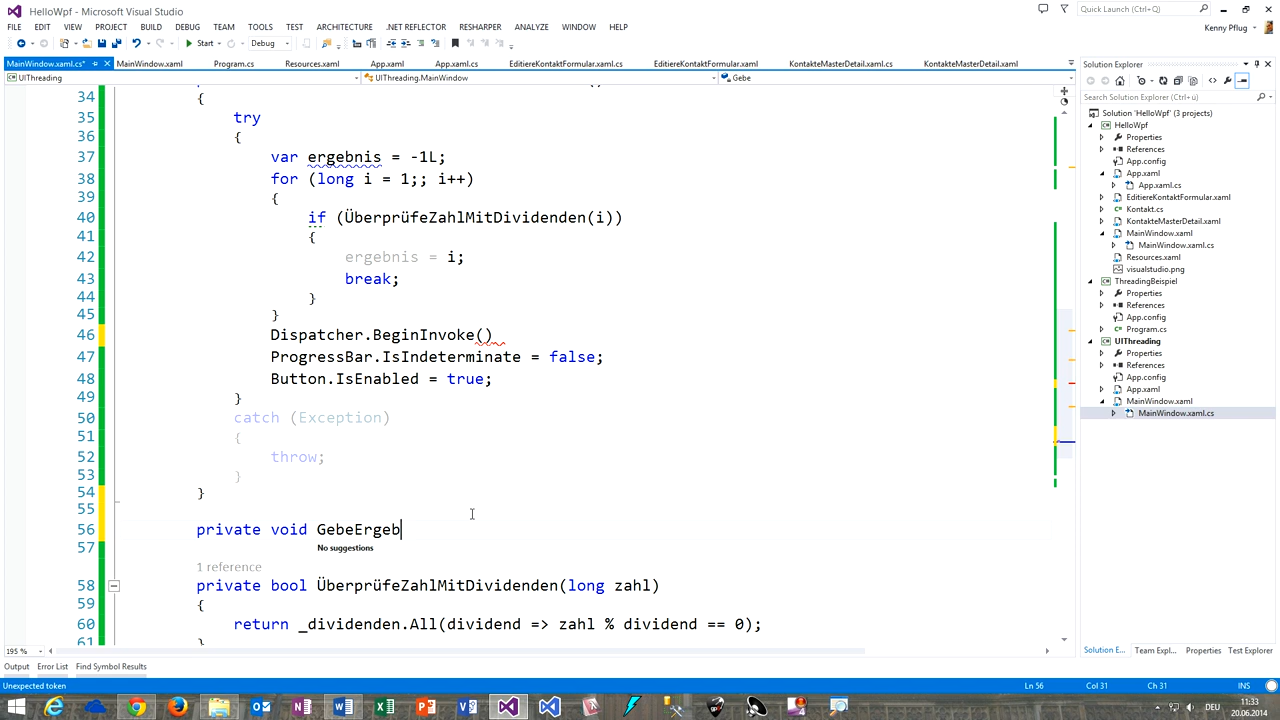 HelloWpf - Microsoft Visual Studio
Quick Launch (Ctrl+Q)
FILE EDIT VIEW PROJECT BUILD DEBUG TEAM TOOLS TEST ARCHITECTURE .NET REFLECTOR RESHARPER ANALYZE WINDOW HELP
Kenny Pflug
Start Debug
MainWindow.xaml.cs* MainWindow.xaml Program.cs Resources.xaml App.xaml App.xaml.cs EditiereKontaktFormular.xaml.cs EditiereKontaktFormular.xaml KontakteMasterDetail.xaml.cs KontakteMasterDetail.xaml
UIThreading UIThreading.MainWindow Gebe
34 {
35 try
36 {
37 var ergebnis = -1L;
38 for (long i = 1;; i++)
39 {
40 if (ÜberprüfeZahlMitDividenden(i))
41 {
42 ergebnis = i;
43 break;
44 }
45 }
46 Dispatcher.BeginInvoke()
47 ProgressBar.IsIndeterminate = false;
48 Button.IsEnabled = true;
49 }
50 catch (Exception)
51 {
52 throw;
53 }
54 }
55
56 private void GebeErgeb
No suggestions
57
1 reference
58 private bool ÜberprüfeZahlMitDividenden(long zahl)
59 {
60 return _dividenden.All(dividend => zahl % dividend == 0);
61 }
195 %
Solution Explorer
Search Solution Explorer (Ctrl+ü)
Solution 'HelloWpf' (3 projects)
HelloWpf
Properties
References
App.config
App.xaml
App.xaml.cs
EditiereKontaktFormular.xaml
Kontakt.cs
KontakteMasterDetail.xaml
MainWindow.xaml
MainWindow.xaml.cs
Resources.xaml
visualstudio.png
ThreadingBeispiel
Properties
References
App.config
Program.cs
UIThreading
Properties
References
App.config
App.xaml
MainWindow.xaml
MainWindow.xaml.cs
Solution E... Team Expl... Properties Test Explorer
Output Error List Find Symbol Results
Unexpected token Ln 56 Col 31 Ch 31 INS
DEU
11:33
20.06.2014